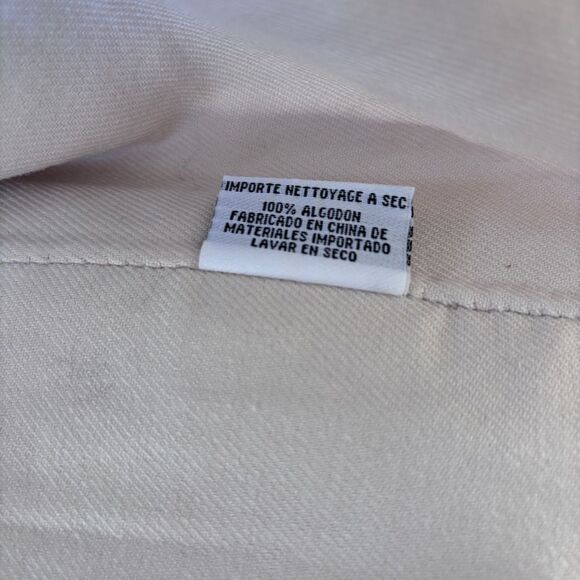 IMPORTE NETTOYAGE A SEC
100% ALGODON
FABRICADO EN CHINA DE
MATERIALES IMPORTADO
LAVAR EN SECO